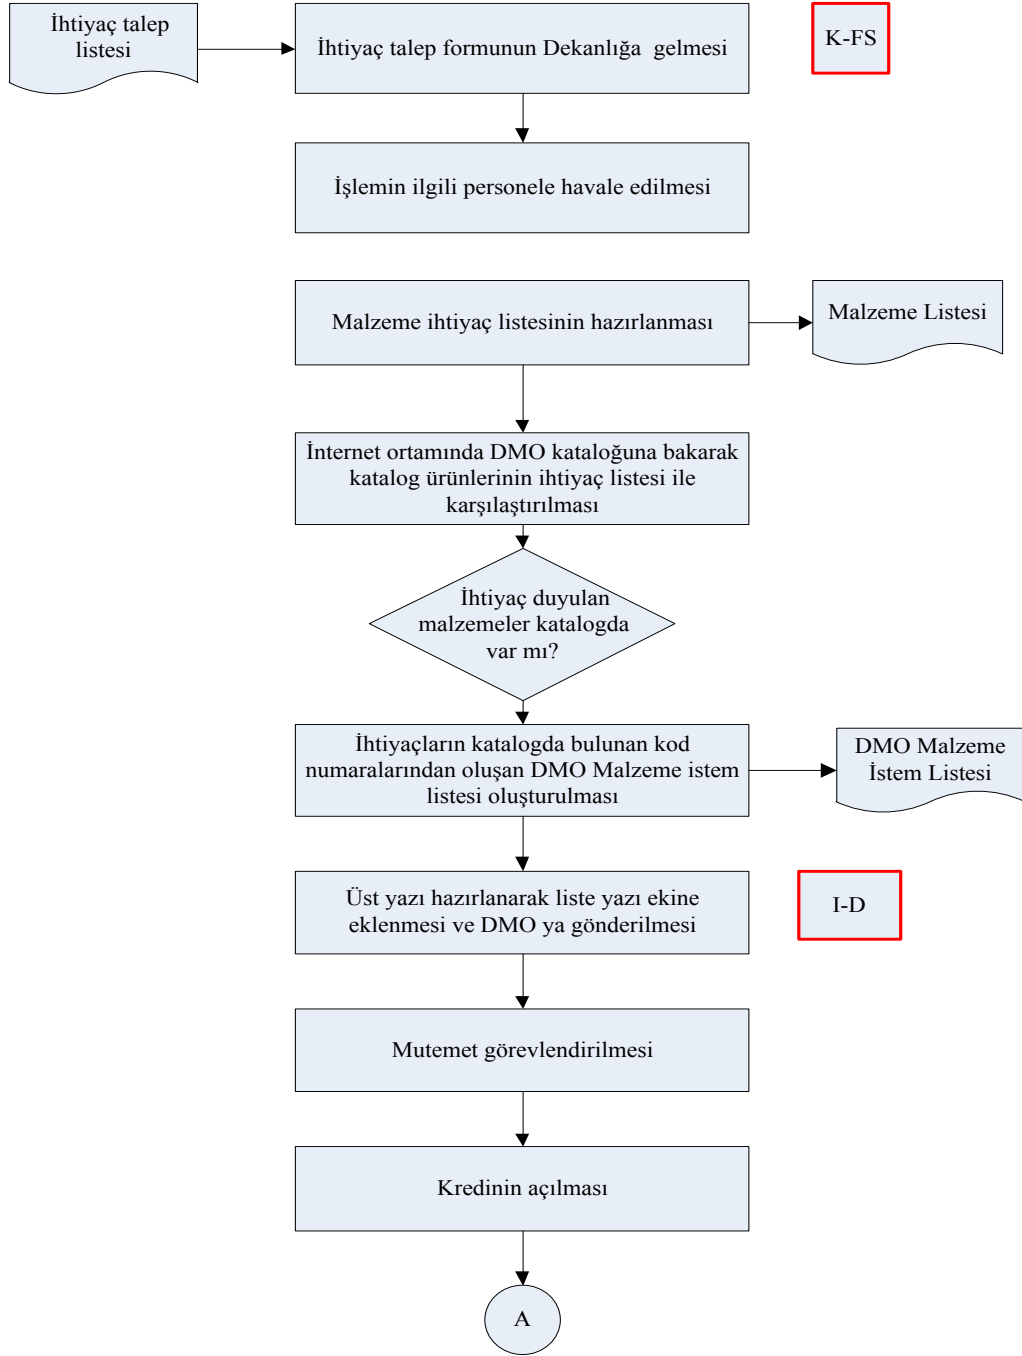 İhtiyaç talep
listesi
İhtiyaç talep formunun Dekanlığa  gelmesi
K-FS
İşlemin ilgili personele havale edilmesi
Malzeme ihtiyaç listesinin hazırlanması
Malzeme Listesi
İnternet ortamında DMO kataloğuna bakarak
katalog ürünlerinin ihtiyaç listesi ile
karşılaştırılması
İhtiyaç duyulan
malzemeler katalogda
var mı?
İhtiyaçların katalogda bulunan kod
numaralarından oluşan DMO Malzeme istem
listesi oluşturulması
DMO Malzeme
İstem Listesi
Üst yazı hazırlanarak liste yazı ekine
eklenmesi ve DMO ya gönderilmesi
I-D
Mutemet görevlendirilmesi
Kredinin açılması
A